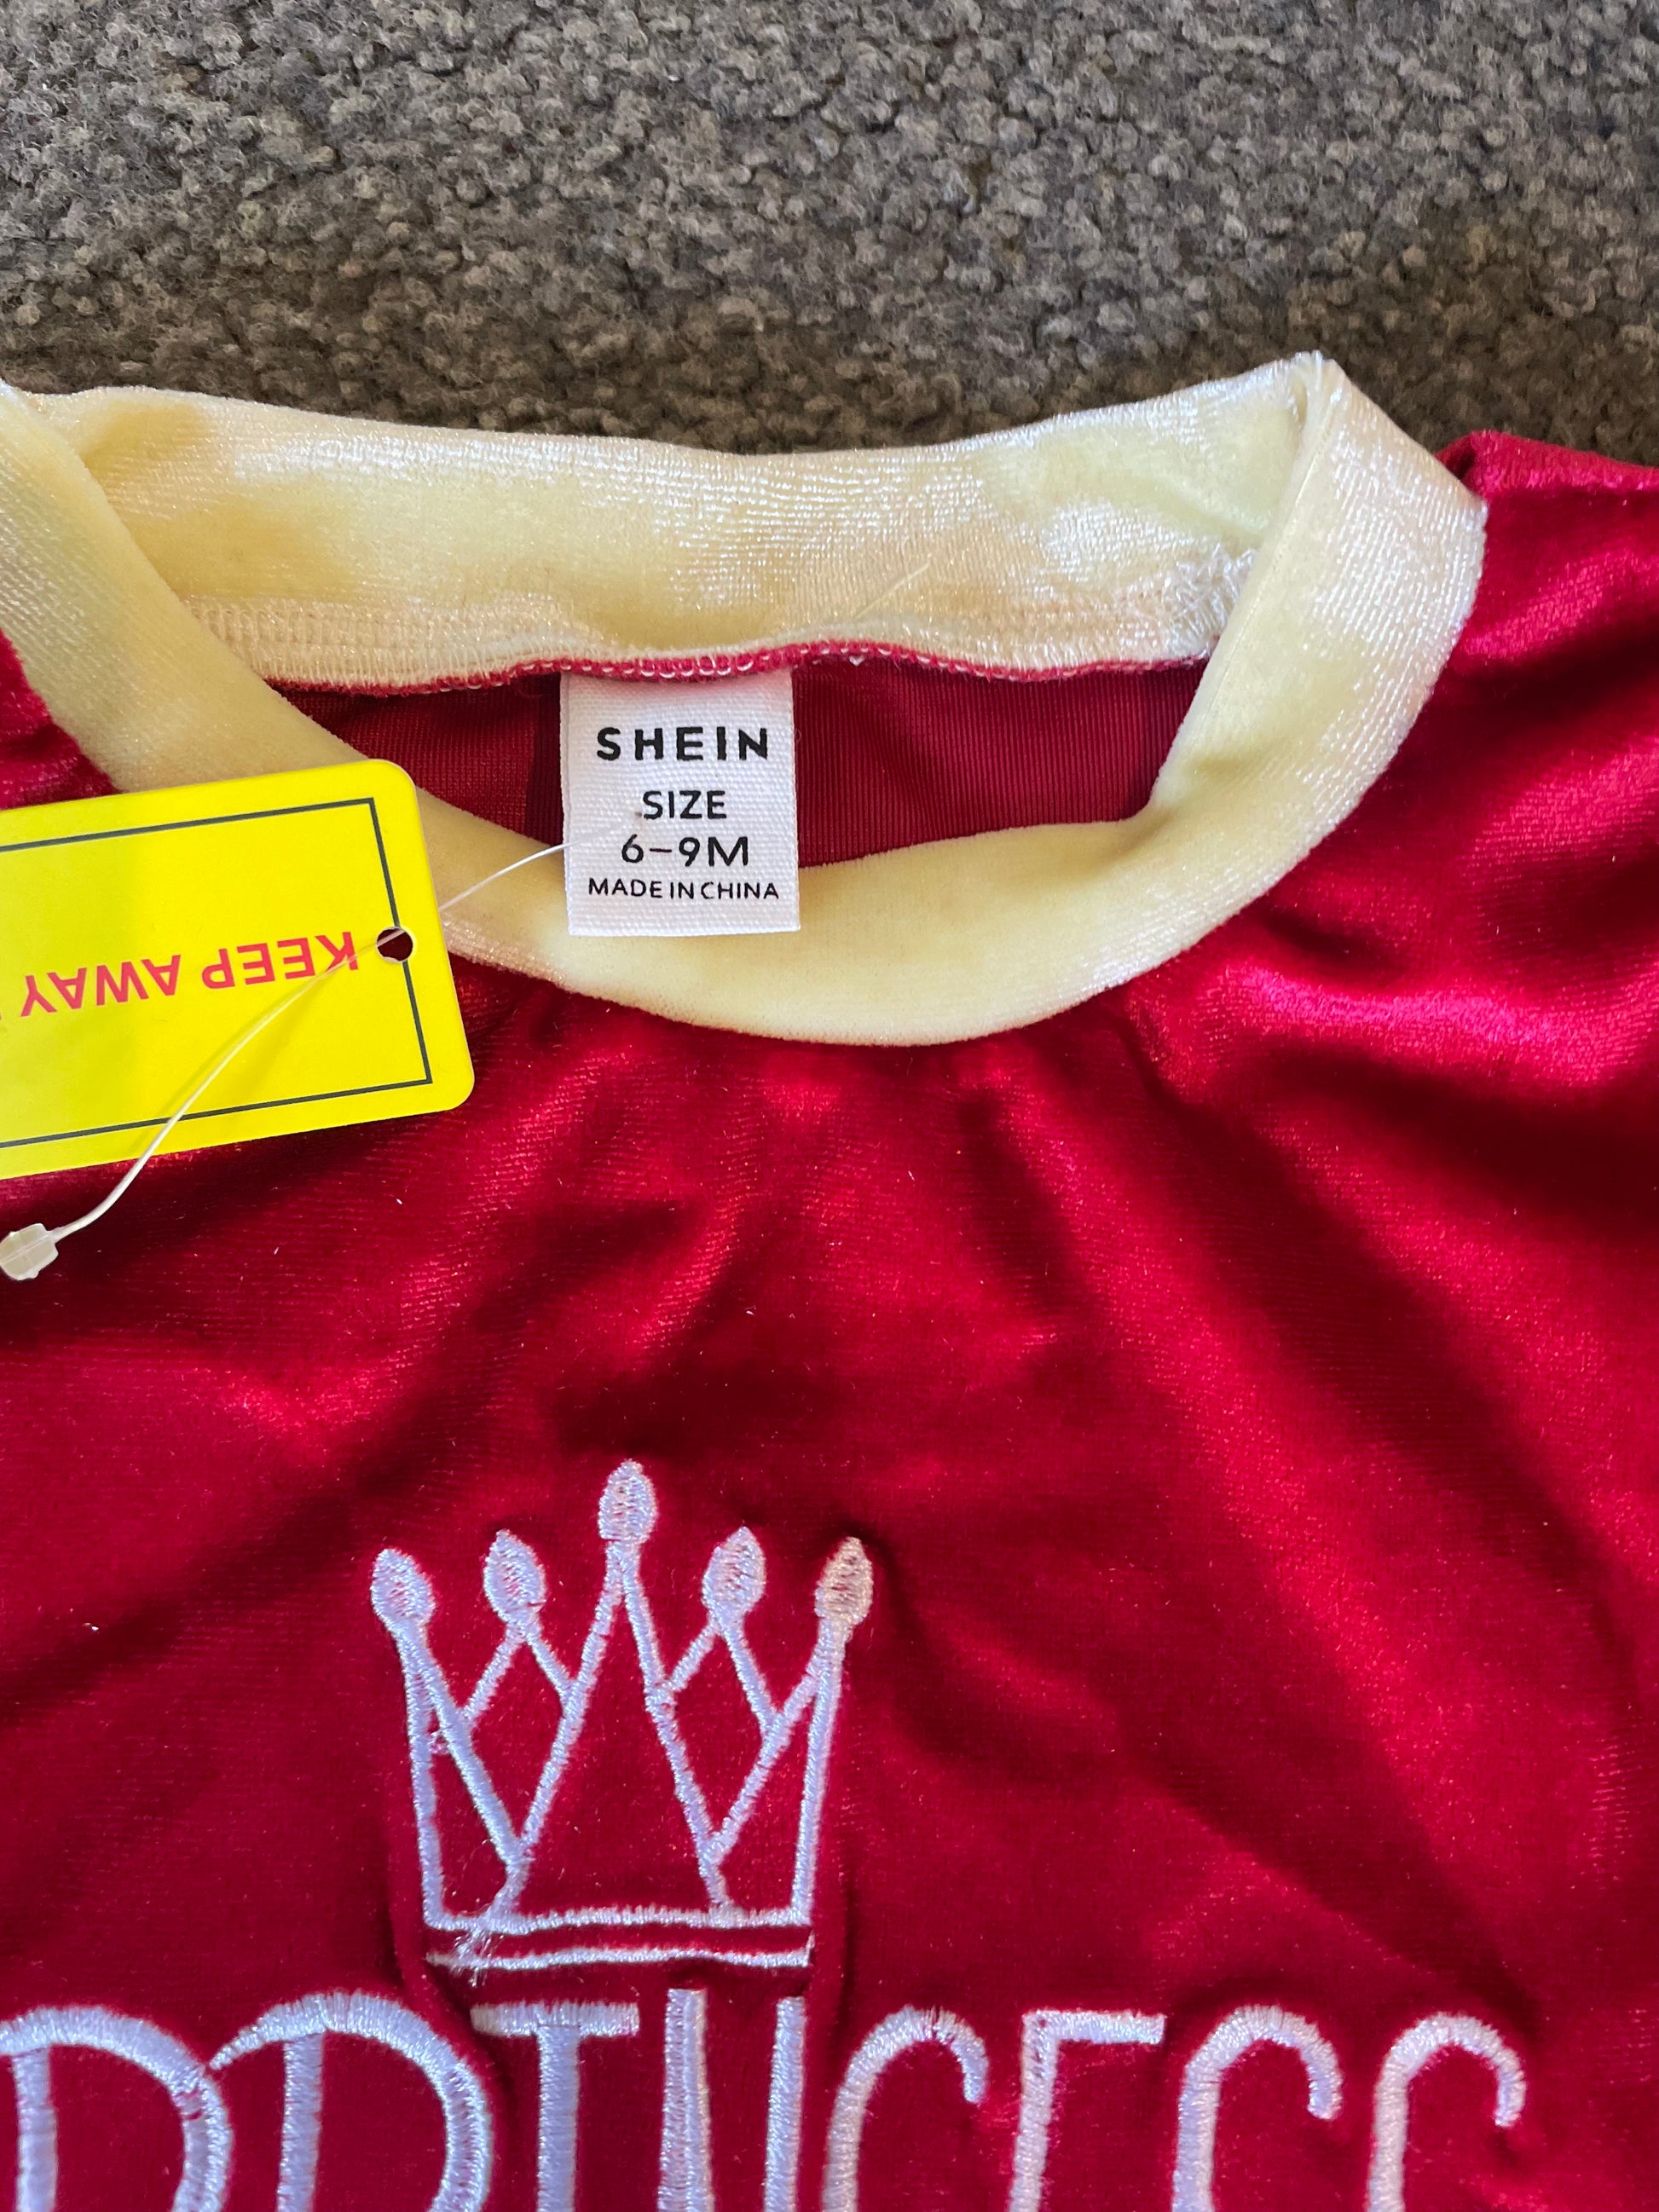 SHEIN
SIZE
6-9M
MADE IN CHINA
KEEP AWAY
PRINCESS